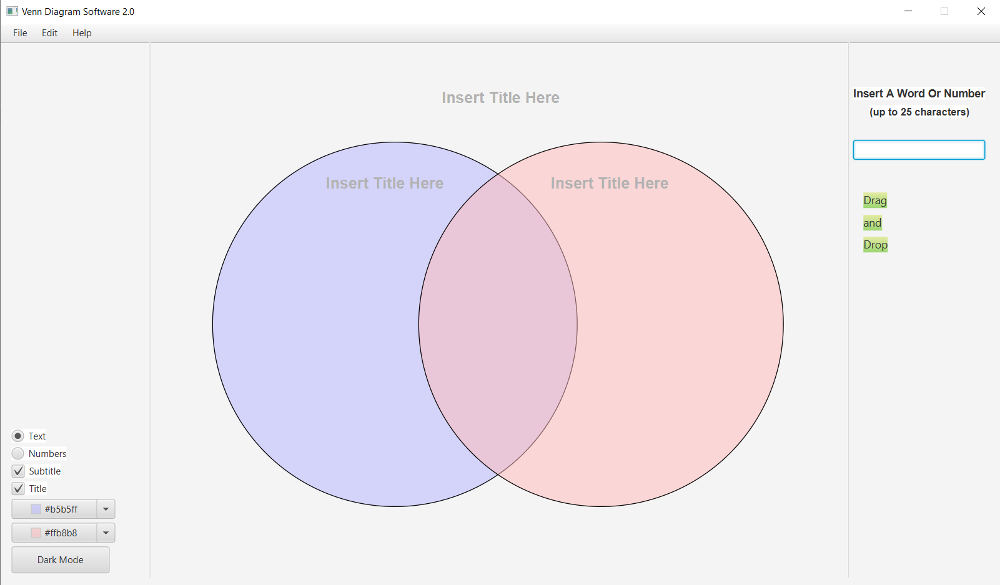 Venn Diagram Software 2.0
File Edit Help
Insert Title Here
Insert Title Here Insert Title Here
Insert A Word Or Number
(up to 25 characters)
Drag
and
Drop
Text
Numbers
Subtitle
Title
#b5b5ff
#ffb8b8
Dark Mode